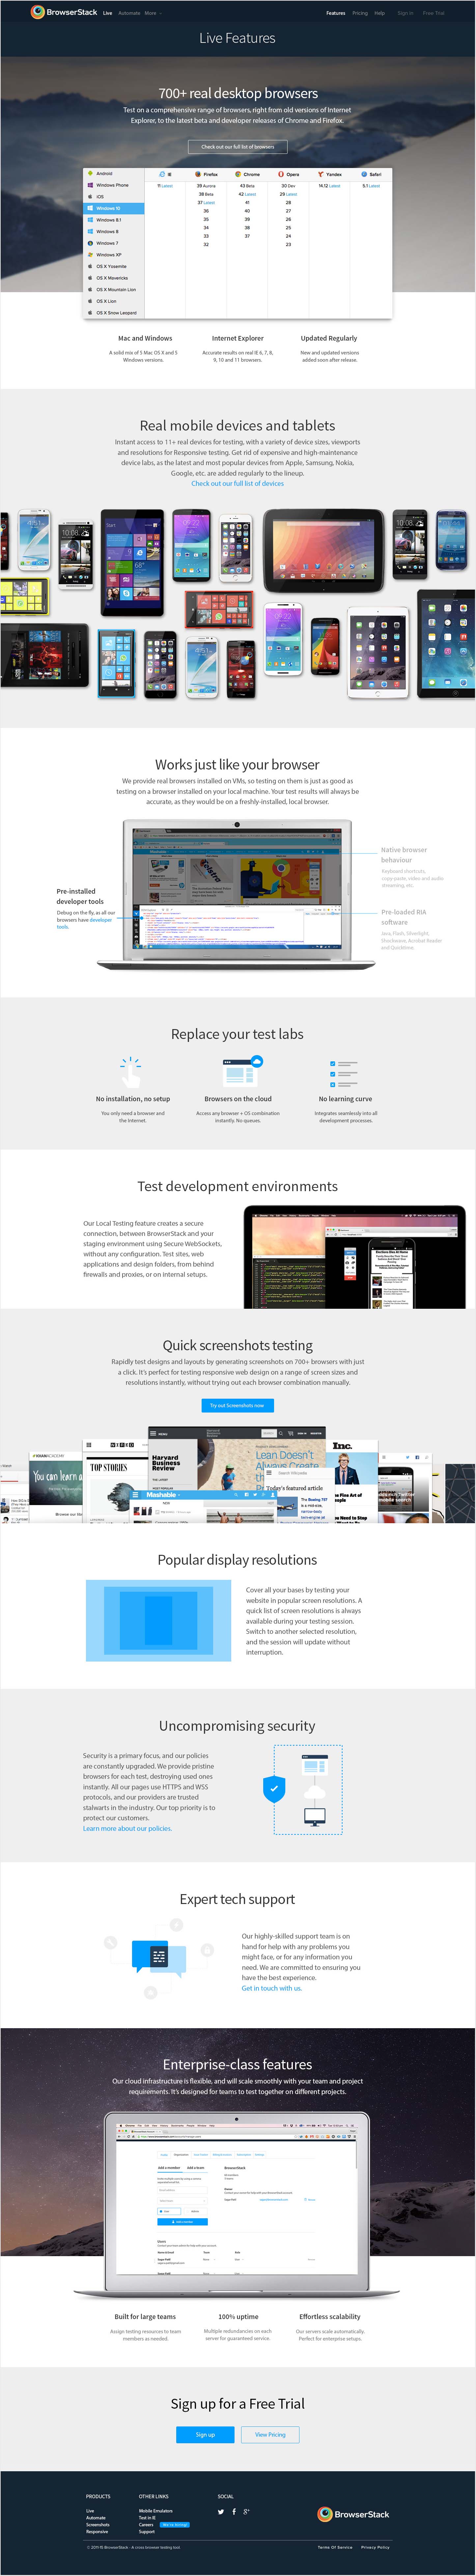 BrowserStack Live Automate More Features Pricing Help Sign in Free Trial
Live Features
700+ real desktop browsers
Test on a comprehensive range of browsers, right from old versions of Internet
Explorer, to the latest beta and developer releases of Chrome and Firefox.
Check out our full list of browsers
Android
Windows Phone
iOS
Windows 10
Windows 8.1
Windows 8
Windows 7
Windows XP
OS X Yosemite
OS X Mavericks
OS X Mountain Lion
OS X Lion
OS X Snow Leopard
IE Firefox Chrome Opera Yandex Safari
11 Latest 39 Aurora 43 Beta 30 Dev 14.12 Latest 5.1 Latest
38 Beta 42 Latest 29 Latest
37 Latest 41 28
36 40 27
35 39 26
34 38 25
33 37 24
32 23
Mac and Windows
A solid mix of 5 Mac OS X and 5
Windows versions.
Internet Explorer
Accurate results on real IE 6, 7, 8,
9, 10 and 11 browsers.
Updated Regularly
New and updated versions
added soon after release.
Real mobile devices and tablets
Instant access to 11+ real devices for testing, with a variety of device sizes, viewports
and resolutions for Responsive testing. Get rid of expensive and high-maintenance
device labs, as the latest and most popular devices from Apple, Samsung, Nokia,
Google, etc. are added regularly to the lineup.
Check out our full list of devices
Works just like your browser
We provide real browsers installed on VMs, so testing on them is just as good as
testing on a browser installed on your local machine. Your test results will always be
accurate, as they would be on a freshly-installed, local browser.
Pre-installed
developer tools
Debug on the fly, as all our
browsers have developer
tools.
Native browser
behaviour
Keyboard shortcuts,
copy-paste, video and audio
streaming, etc.
Pre-loaded RIA
software
Java, Flash, Silverlight,
Shockwave, Acrobat Reader
and Quicktime.
Replace your test labs
No installation, no setup
You only need a browser and
the Internet.
Browsers on the cloud
Access any browser + OS combination
instantly. No queues.
No learning curve
Integrates seamlessly into all
development processes.
Test development environments
Our Local Testing feature creates a secure
connection, between BrowserStack and your
staging environment using Secure WebSockets,
without any configuration. Test sites, web
applications and design folders, from behind
firewalls and proxies, or on internal setups.
Quick screenshots testing
Rapidly test designs and layouts by generating screenshots on 700+ browsers with just
a click. It's perfect for testing responsive web design on a range of screen sizes and
resolutions instantly, without trying out each browser combination manually.
Try out Screenshots now
You can learn a
TOP STORIES
MENU
Harvard
Business
Review
Mashable
Lean Doesn't
Always Create
Search Wikipedia
Today's featured article
Inc.
Popular display resolutions
Cover all your bases by testing your
website in popular screen resolutions. A
quick list of screen resolutions is always
available during your testing session.
Switch to another selected resolution,
and the session will update without
interruption.
Uncompromising security
Security is a primary focus, and our policies
are constantly upgraded. We provide pristine
browsers for each test, destroying used ones
instantly. All our pages use HTTPS and WSS
protocols, and our providers are trusted
stalwarts in the industry. Our top priority is to
protect our customers.
Learn more about our policies.
Expert tech support
Our highly-skilled support team is on
hand for help with any problems you
might face, or for any information you
need. We are committed to ensuring you
have the best experience.
Get in touch with us.
Enterprise-class features
Our cloud infrastructure is flexible, and will scale smoothly with your team and project
requirements. It's designed for teams to test together on different projects.
Add a member Add a team
BrowserStack
Built for large teams
Assign testing resources to team
members as needed.
100% uptime
Multiple redundancies on each
server for guaranteed service.
Effortless scalability
Our servers scale automatically.
Perfect for enterprise setups.
Sign up for a Free Trial
Sign up
View Pricing
PRODUCTS
Live
Automate
Screenshots
Responsive
OTHER LINKS
Mobile Emulators
Test in IE
Careers We're hiring!
Support
SOCIAL
BrowserStack
© 2011-15 BrowserStack - A cross browser testing tool.
Terms Of Service Privacy Policy